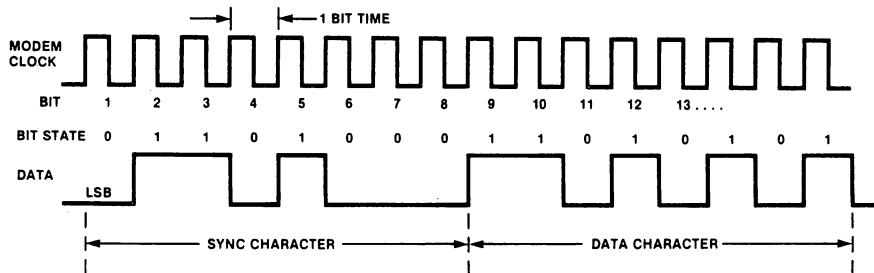 1 BIT TIME
MODEM
CLOCK
BIT 1 2 3 4 5 6 7 8 9 10 11 12 13 . . . .
BIT STATE 0 1 1 0 1 0 0 0 1 1 0 1 0 1 0 1
DATA
LSB
SYNC CHARACTER DATA CHARACTER